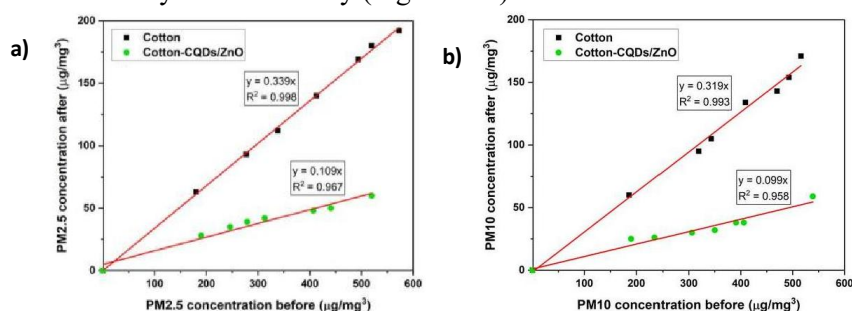 a)
PM2.5 concentration after (μg/mg³)
200
150
100
50
0
Cotton
Cotton-CQDs/ZnO
y = 0.339x
R² = 0.998
y = 0.109x
R² = 0.967
0 100 200 300 400 500 600
PM2.5 concentration before (μg/mg³)
b)
PM10 concentration after (μg/mg³)
200
150
100
50
0
Cotton
Cotton-CQDs/ZnO
y = 0.319x
R² = 0.993
y = 0.099x
R² = 0.958
0 100 200 300 400 500 600
PM10 concentration before (μg/mg³)